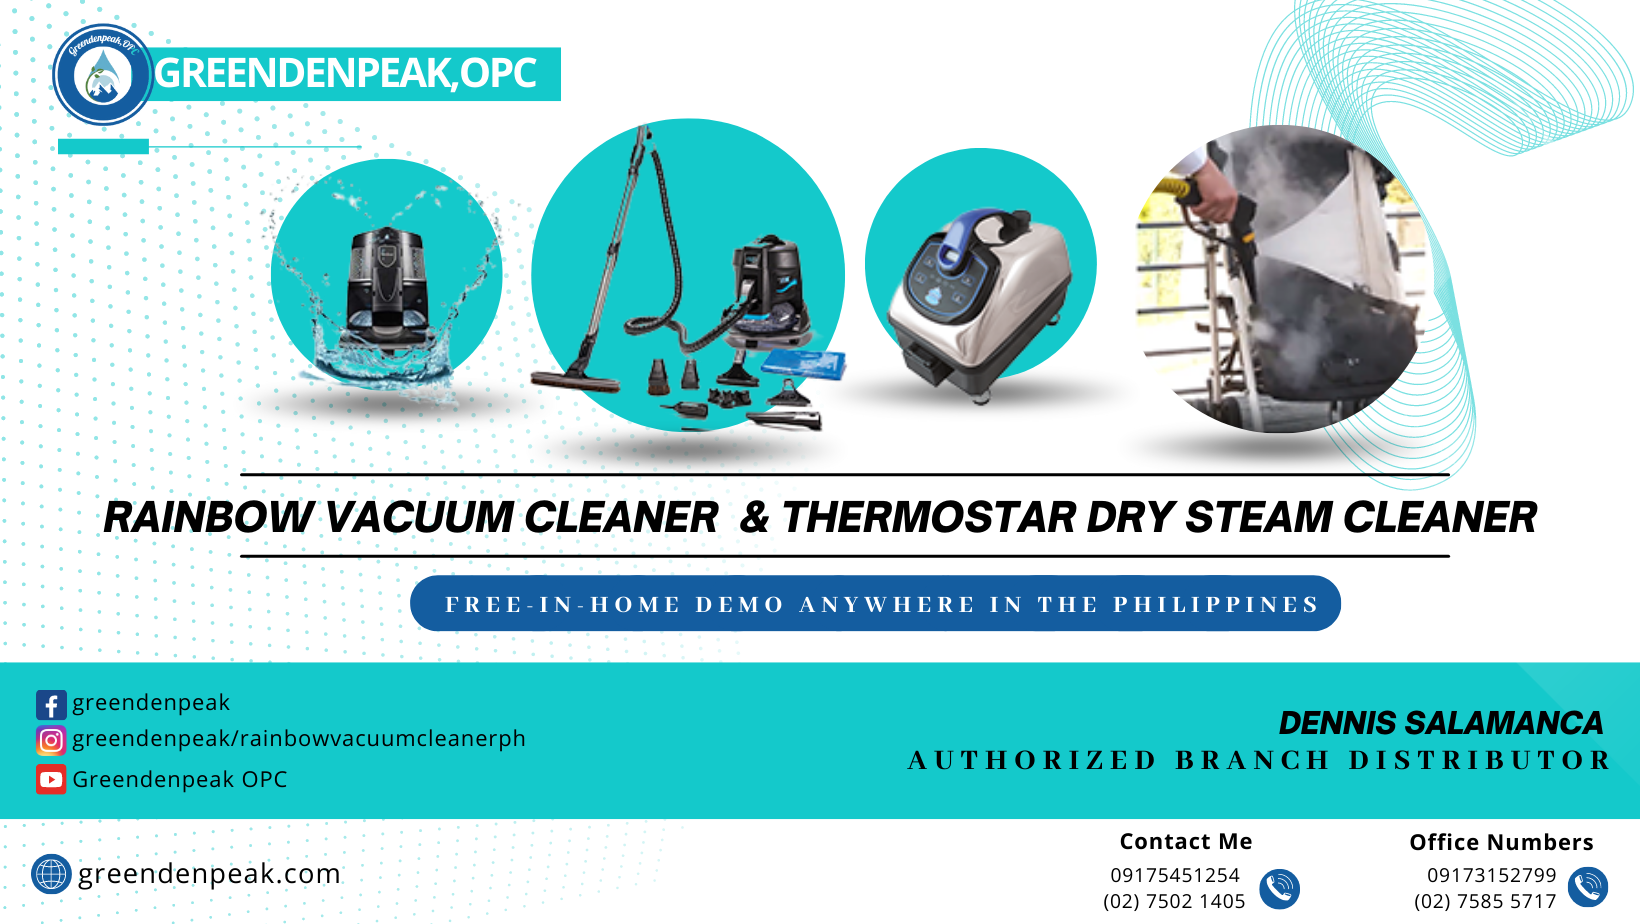 Greendenpeak,OPC
GREENDENPEAK,OPC
RAINBOW VACUUM CLEANER & THERMOSTAR DRY STEAM CLEANER
FREE-IN-HOME DEMO ANYWHERE IN THE PHILIPPINES
greendenpeak
greendenpeak/rainbowvacuumcleanerph
Greendenpeak OPC
DENNIS SALAMANCA
AUTHORIZED BRANCH DISTRIBUTOR
greendenpeak.com
Contact Me
09175451254
(02) 7502 1405
Office Numbers
09173152799
(02) 7585 5717